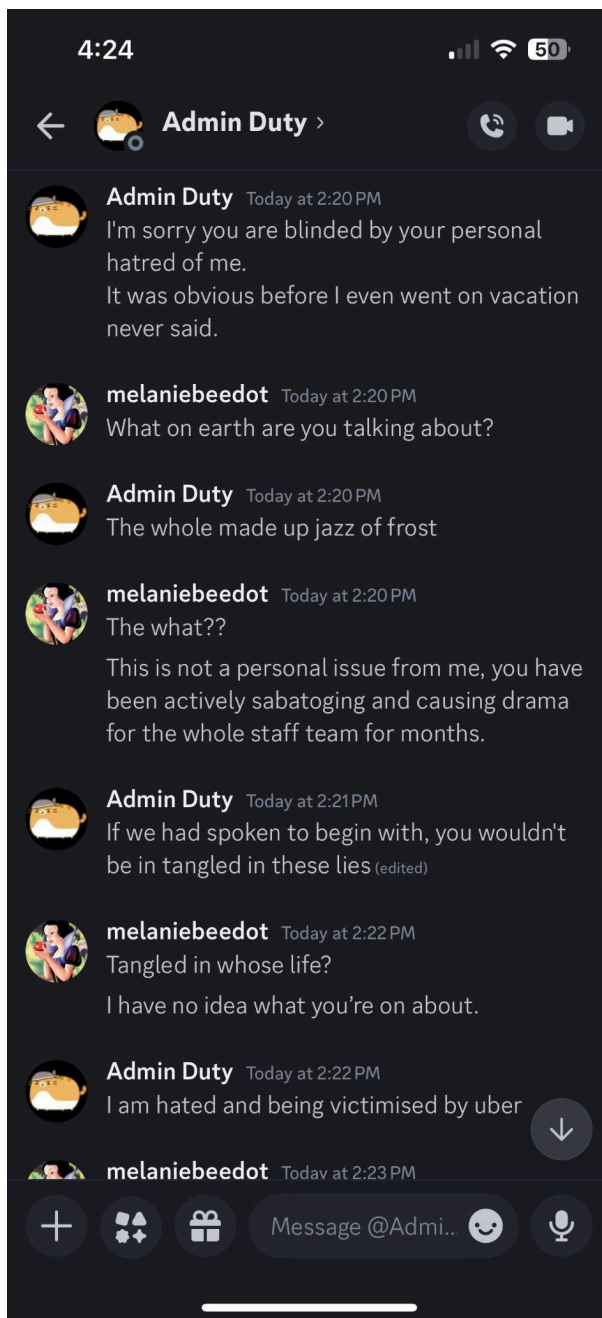 4:24
50
Admin Duty >
Admin Duty Today at 2:20 PM
I'm sorry you are blinded by your personal
hatred of me.
It was obvious before I even went on vacation
never said.
melaniebeedot Today at 2:20 PM
What on earth are you talking about?
Admin Duty Today at 2:20 PM
The whole made up jazz of frost
melaniebeedot Today at 2:20 PM
The what??
This is not a personal issue from me, you have
been actively sabatoging and causing drama
for the whole staff team for months.
Admin Duty Today at 2:21 PM
If we had spoken to begin with, you wouldn't
be in tangled in these lies (edited)
melaniebeedot Today at 2:22 PM
Tangled in whose life?
I have no idea what you’re on about.
Admin Duty Today at 2:22 PM
I am hated and being victimised by uber
melaniebeedot Today at 2:23 PM
Message @Admi...